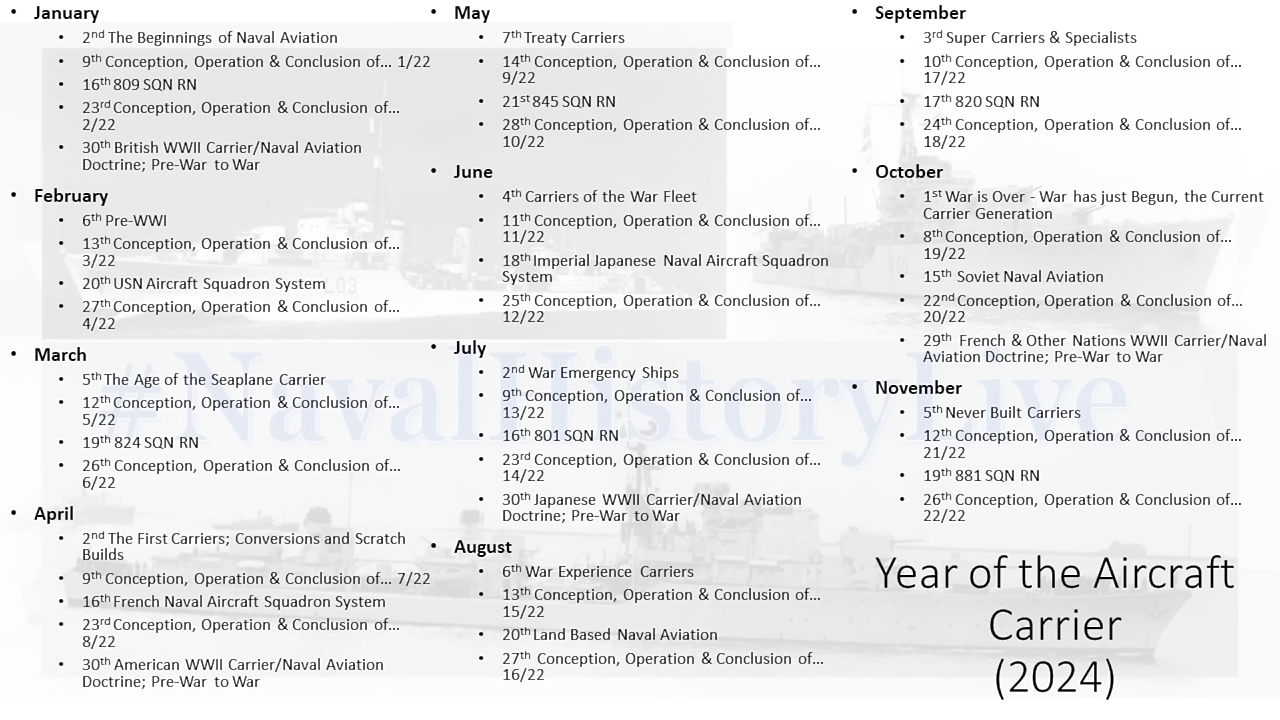 January
2nd The Beginnings of Naval Aviation
9th Conception, Operation & Conclusion of... 1/22
16th 809 SQN RN
23rd Conception, Operation & Conclusion of...
2/22
30th British WWII Carrier/Naval Aviation
Doctrine; Pre-War to War
February
6th Pre-WWI
13th Conception, Operation & Conclusion of...
3/22
20th USN Aircraft Squadron System
27th Conception, Operation & Conclusion of...
4/22
March
5th The Age of the Seaplane Carrier
12th Conception, Operation & Conclusion of...
5/22
19th 824 SQN RN
26th Conception, Operation & Conclusion of...
6/22
April
2nd The First Carriers; Conversions and Scratch
Builds
9th Conception, Operation & Conclusion of... 7/22
16th French Naval Aircraft Squadron System
23rd Conception, Operation & Conclusion of...
8/22
30th American WWII Carrier/Naval Aviation
Doctrine; Pre-War to War
May
7th Treaty Carriers
14th Conception, Operation & Conclusion of...
9/22
21st 845 SQN RN
28th Conception, Operation & Conclusion of...
10/22
June
4th Carriers of the War Fleet
11th Conception, Operation & Conclusion of...
11/22
18th Imperial Japanese Naval Aircraft Squadron
System
25th Conception, Operation & Conclusion of...
12/22
July
2nd War Emergency Ships
9th Conception, Operation & Conclusion of...
13/22
16th 801 SQN RN
23rd Conception, Operation & Conclusion of...
14/22
30th Japanese WWII Carrier/Naval Aviation
Doctrine; Pre-War to War
August
6th War Experience Carriers
13th Conception, Operation & Conclusion of...
15/22
20th Land Based Naval Aviation
27th Conception, Operation & Conclusion of...
16/22
September
3rd Super Carriers & Specialists
10th Conception, Operation & Conclusion of...
17/22
17th 820 SQN RN
24th Conception, Operation & Conclusion of...
18/22
October
1st War is Over - War has just Begun, the Current
Carrier Generation
8th Conception, Operation & Conclusion of...
19/22
15th Soviet Naval Aviation
22nd Conception, Operation & Conclusion of...
20/22
29th French & Other Nations WWII Carrier/Naval
Aviation Doctrine; Pre-War to War
November
5th Never Built Carriers
12th Conception, Operation & Conclusion of...
21/22
19th 881 SQN RN
26th Conception, Operation & Conclusion of...
22/22
Year of the Aircraft
Carrier
(2024)
#NavalHistoryLive